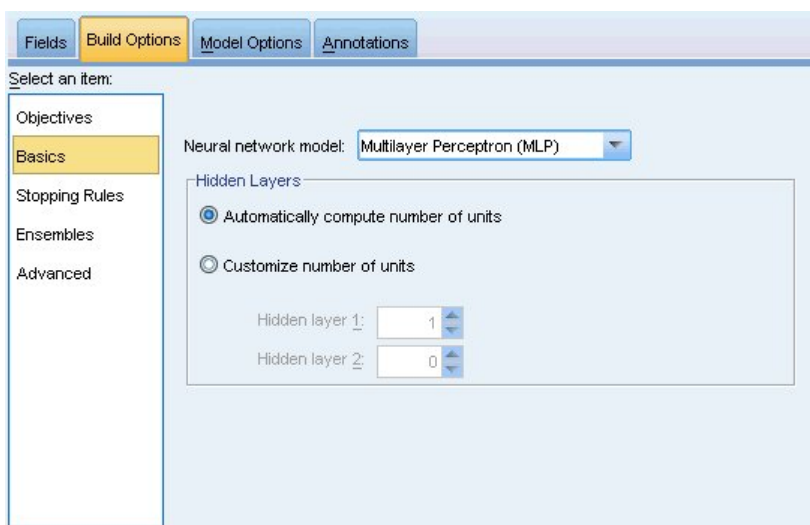 Fields Build Options Model Options Annotations
Select an item:
Objectives
Basics
Stopping Rules
Ensembles
Advanced
Neural network model: Multilayer Perceptron (MLP)
Hidden Layers
Automatically compute number of units
Customize number of units
Hidden layer 1: 1
Hidden layer 2: 0